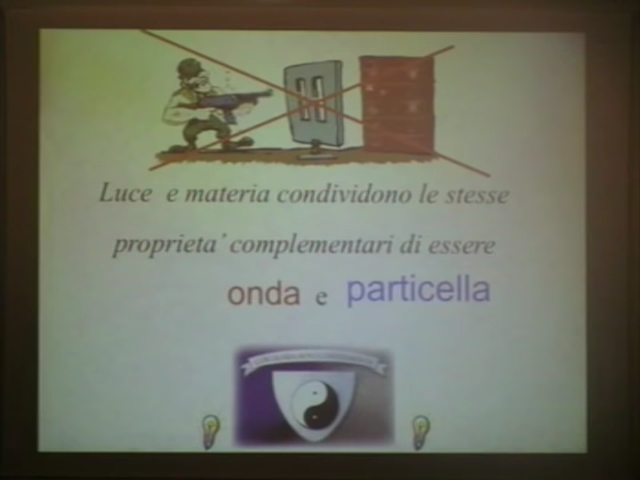 Luce e materia condividono le stesse
proprieta' complementari di essere
onda e particella